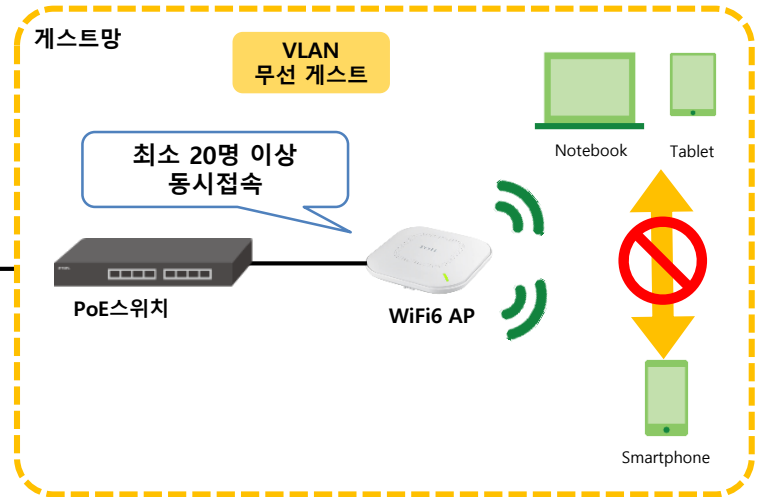 게스트망
VLAN
무선 게스트
최소 20명 이상
동시접속
Notebook
Tablet
PoE스위치
WiFi6 AP
Smartphone